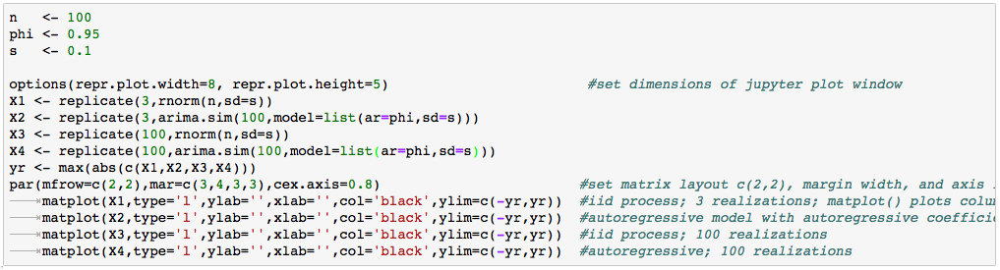 n   <- 100
phi <- 0.95
s   <- 0.1
options(repr.plot.width=8, repr.plot.height=5)                         #set dimensions of jupyter plot window
X1 <- replicate(3,rnorm(n,sd=s))
X2 <- replicate(3,arima.sim(100,model=list(ar=phi,sd=s)))
X3 <- replicate(100,rnorm(n,sd=s))
X4 <- replicate(100,arima.sim(100,model=list(ar=phi,sd=s)))
yr <- max(abs(c(X1,X2,X3,X4)))
par(mfrow=c(2,2),mar=c(3,4,3,3),cex.axis=0.8)                         #set matrix layout c(2,2), margin width, and axis
matplot(X1,type='l',ylab='',xlab='',col='black',ylim=c(-yr,yr))  #iid process; 3 realizations; matplot() plots colu
matplot(X2,type='l',ylab='',xlab='',col='black',ylim=c(-yr,yr))  #autoregressive model with autoregressive coeffici
matplot(X3,type='l',ylab='',xlab='',col='black',ylim=c(-yr,yr))  #iid process; 100 realizations
matplot(X4,type='l',ylab='',xlab='',col='black',ylim=c(-yr,yr))  #autoregressive; 100 realizations